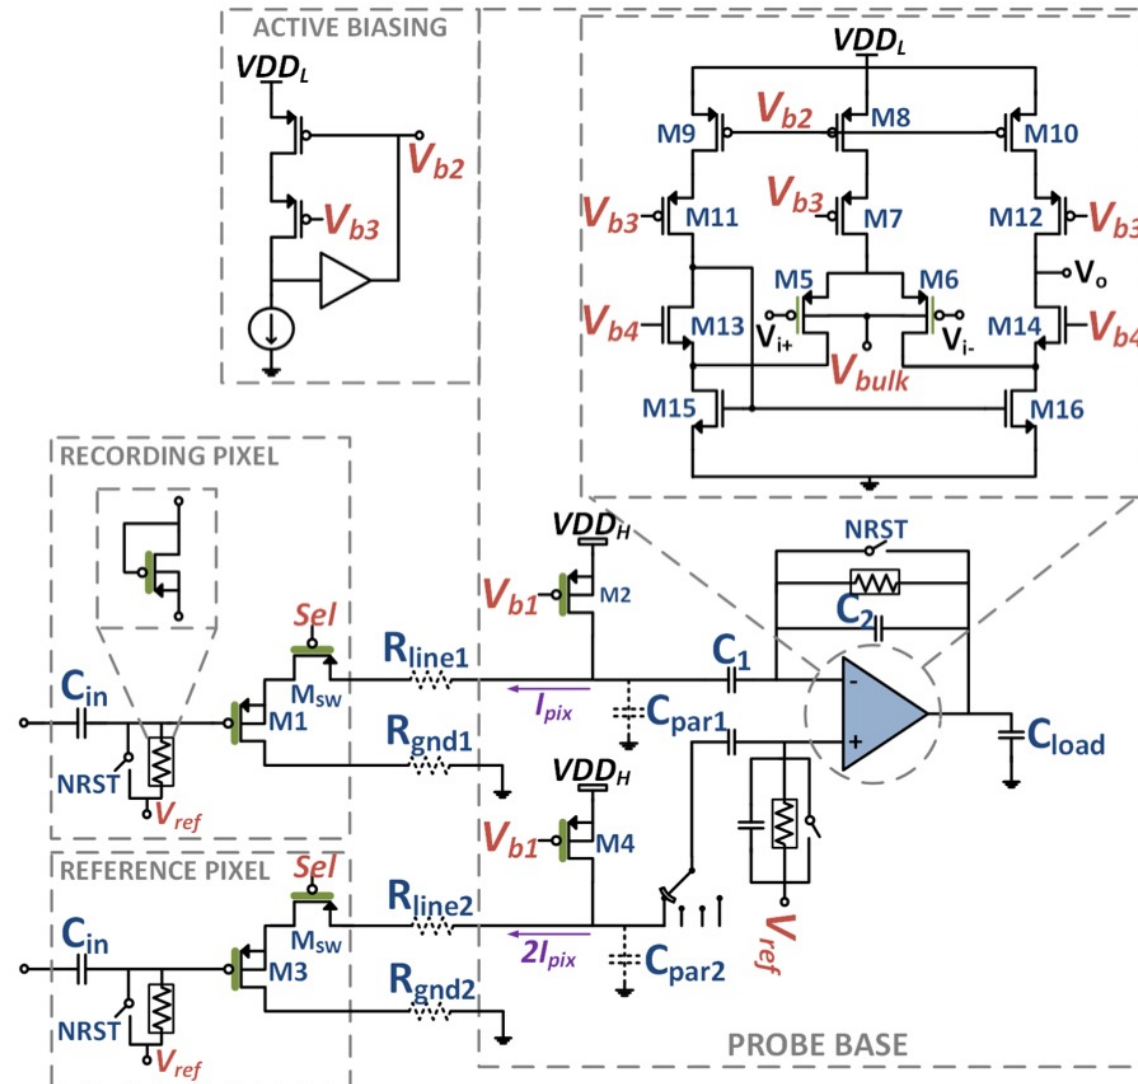 ACTIVE BIASING
VDDL
Vb2
Vb3
VDDL
M9
Vb2
M8
M10
Vb3
M11
Vb3
M7
M12
Vb3
M5
M6
Vo
Vb4
M13
Vi+
Vbulk
Vi-
M14
Vb4
M15
M16
RECORDING PIXEL
Sel
Cin
M1
MSW
NRST
Vref
Rline1
Rgnd1
VDDH
Vb1
M2
Ipix
Cpar1
C1
NRST
C2
-
+
Cload
VDDH
Vb1
M4
REFERENCE PIXEL
Sel
Cin
M3
MSW
NRST
Vref
Rline2
Rgnd2
2Ipix
Cpar2
Vref
PROBE BASE